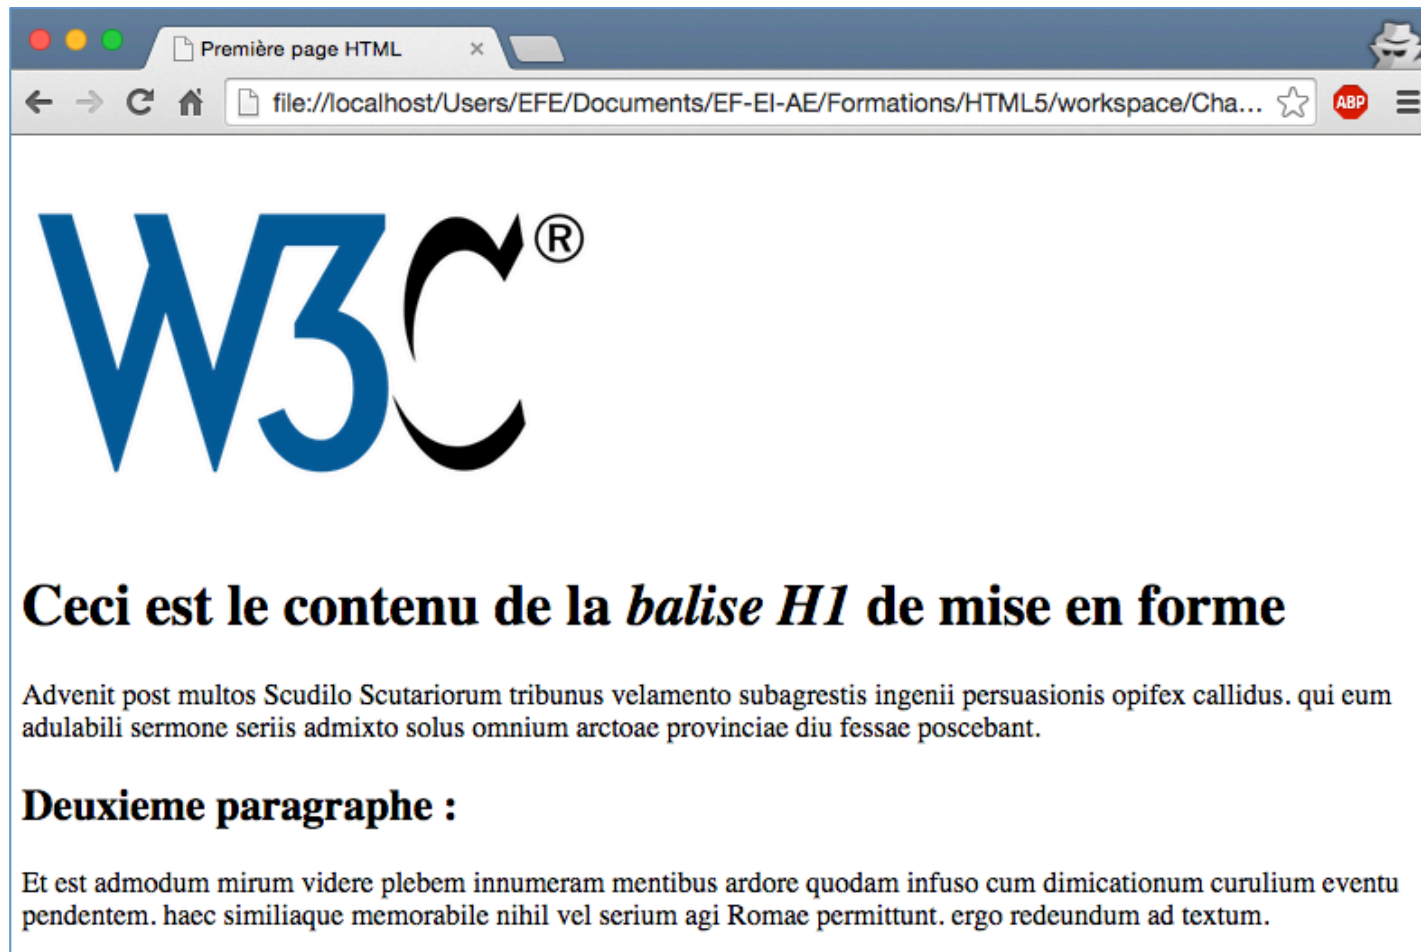 Première page HTML
file://localhost/Users/EFE/Documents/EF-EI-AE/Formations/HTML5/workspace/Cha...
ABP
W3C®
Ceci est le contenu de la balise H1 de mise en forme
Advenit post multos Scudilo Scutariorum tribunus velamento subagrestis ingenii persuasionis opifex callidus. qui eum
adulabili sermone seriis admixto solus omnium arctoae provinciae diu fessae poscebant.
Deuxieme paragraphe :
Et est admodum mirum videre plebem innumeram mentibus ardore quodam infuso cum dimicationum curulium eventu
pendentem. haec similiaque memorabile nihil vel serium agi Romae permittunt. ergo redeundum ad textum.